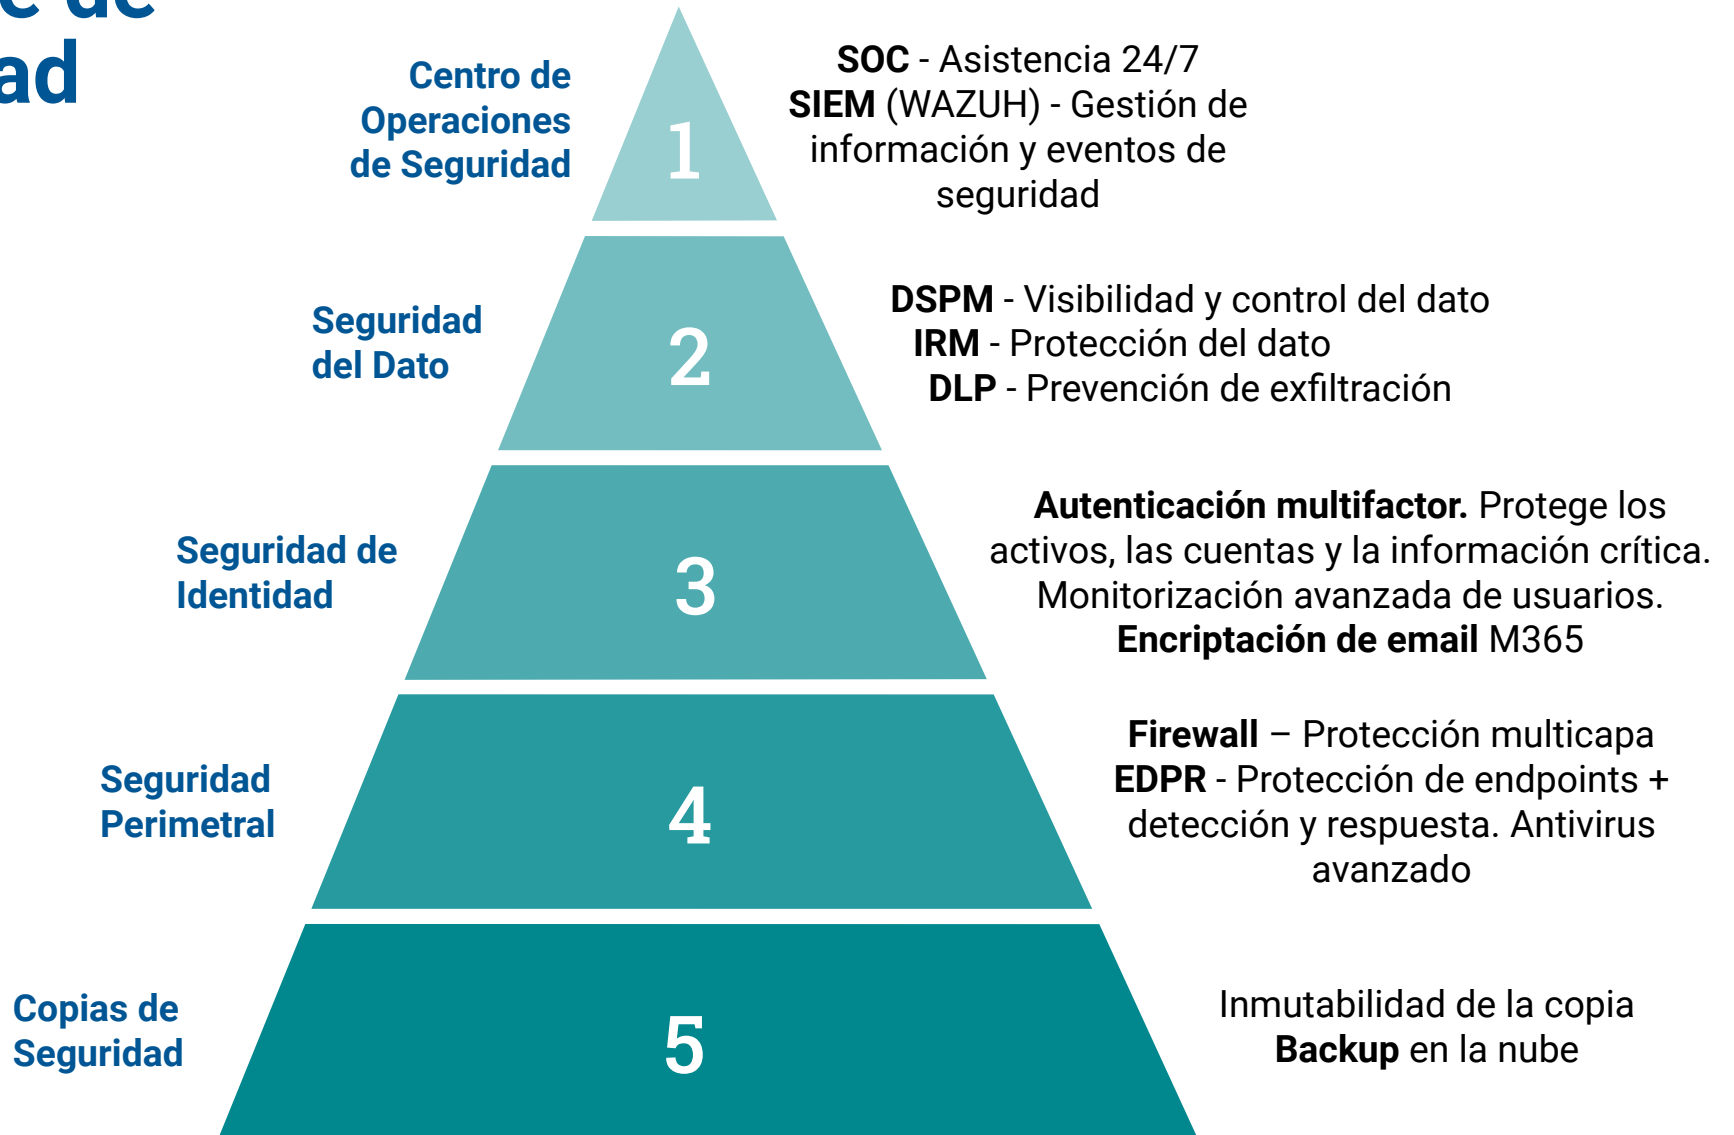 de
Centro de
Operaciones
de Seguridad
1
SOC - Asistencia 24/7
SIEM (WAZUH) - Gestión de
información y eventos de
seguridad
Seguridad
del Dato
2
DSPM - Visibilidad y control del dato
IRM - Protección del dato
DLP - Prevención de exfiltración
Seguridad de
Identidad
3
Autenticación multifactor. Protege los
activos, las cuentas y la información crítica.
Monitorización avanzada de usuarios.
Encriptación de email M365
Seguridad
Perimetral
4
Firewall – Protección multicapa
EDPR - Protección de endpoints +
detección y respuesta. Antivirus
avanzado
Copias de
Seguridad
5
Inmutabilidad de la copia
Backup en la nube